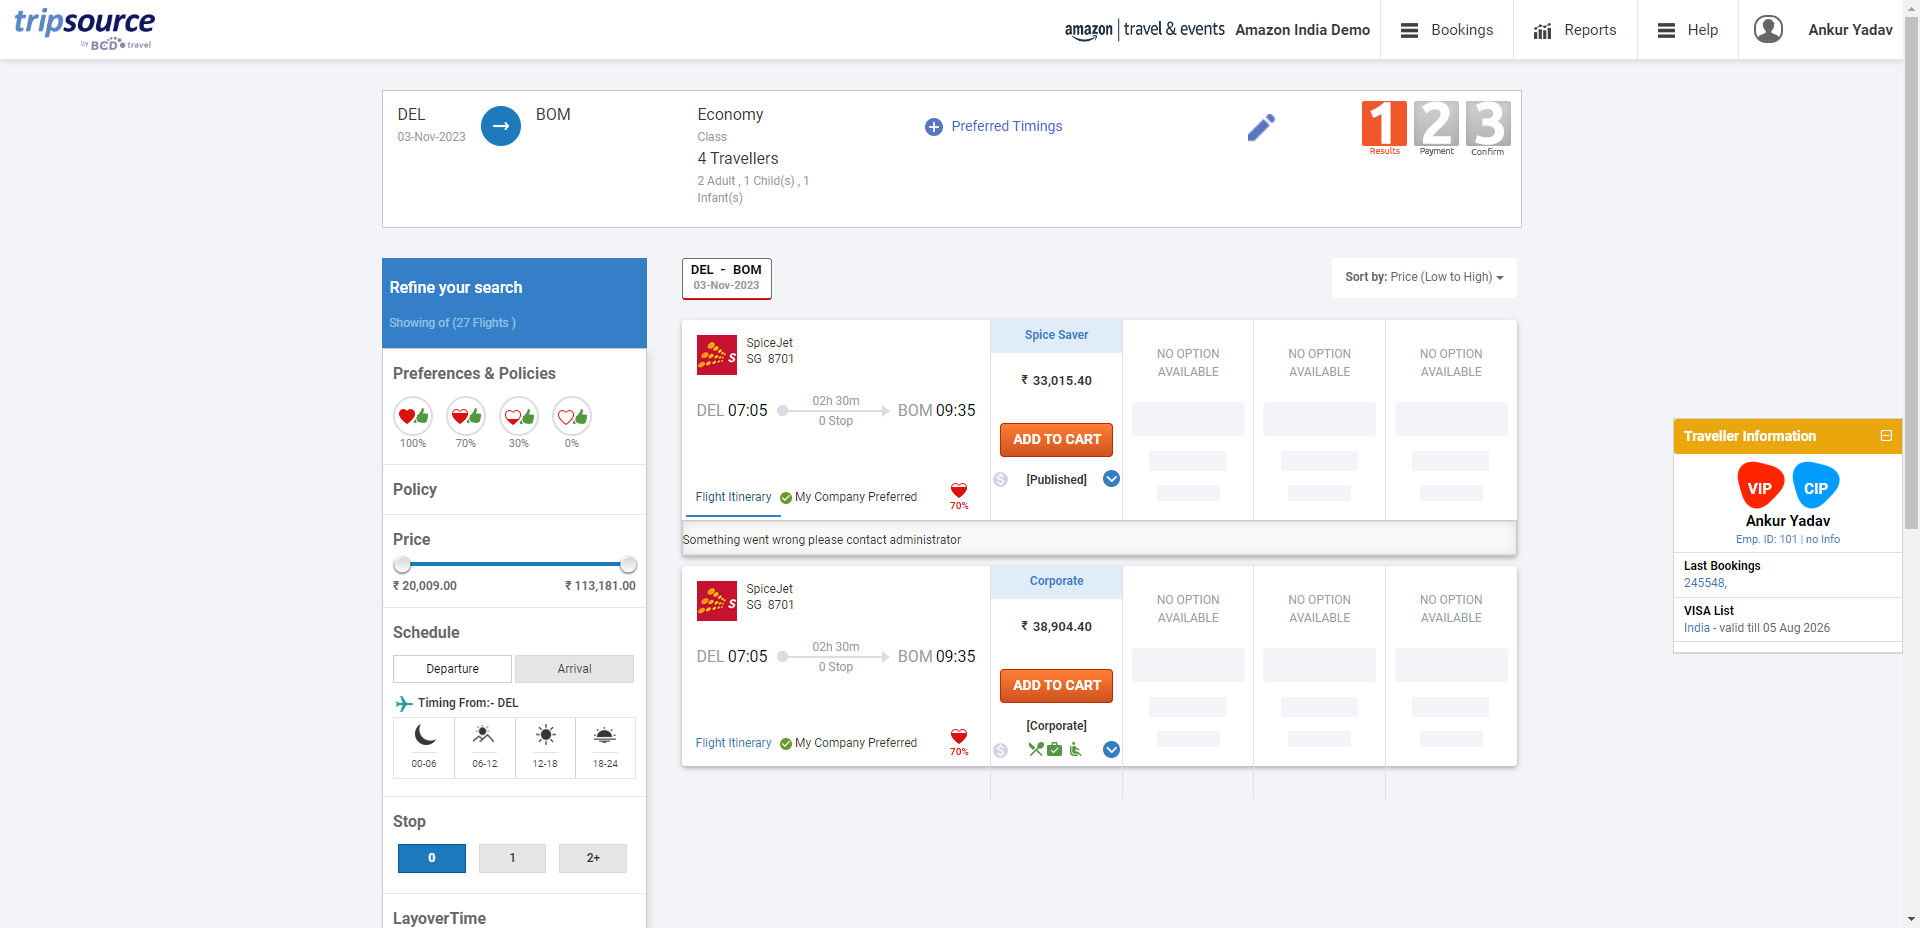 tripsource
by BCD travel
amazon | travel & events
Amazon India Demo
Bookings
Reports
Help
Ankur Yadav
DEL
03-Nov-2023
BOM
Economy
Class
4 Travellers
2 Adult , 1 Child(s) , 1
Infant(s)
Preferred Timings
1 2 3
Results Payment Confirm
Refine your search
Showing of (27 Flights )
Preferences & Policies
100% 70% 30% 0%
Policy
Price
₹ 20,009.00 ₹ 113,181.00
Schedule
Departure Arrival
Timing From:- DEL
00-06 06-12 12-18 18-24
Stop
0 1 2+
LayoverTime
DEL - BOM
03-Nov-2023
Sort by: Price (Low to High)
S
SpiceJet
SG 8701
DEL 07:05
02h 30m
0 Stop
BOM 09:35
Flight Itinerary
My Company Preferred
70%
Spice Saver
₹ 33,015.40
ADD TO CART
$
[Published]
NO OPTION
AVAILABLE
NO OPTION
AVAILABLE
NO OPTION
AVAILABLE
Something went wrong please contact administrator
S
SpiceJet
SG 8701
DEL 07:05
02h 30m
0 Stop
BOM 09:35
Flight Itinerary
My Company Preferred
70%
Corporate
₹ 38,904.40
ADD TO CART
[Corporate]
$
NO OPTION
AVAILABLE
NO OPTION
AVAILABLE
NO OPTION
AVAILABLE
Traveller Information
VIP CIP
Ankur Yadav
Emp. ID: 101 | no Info
Last Bookings
245548,
VISA List
India - valid till 05 Aug 2026